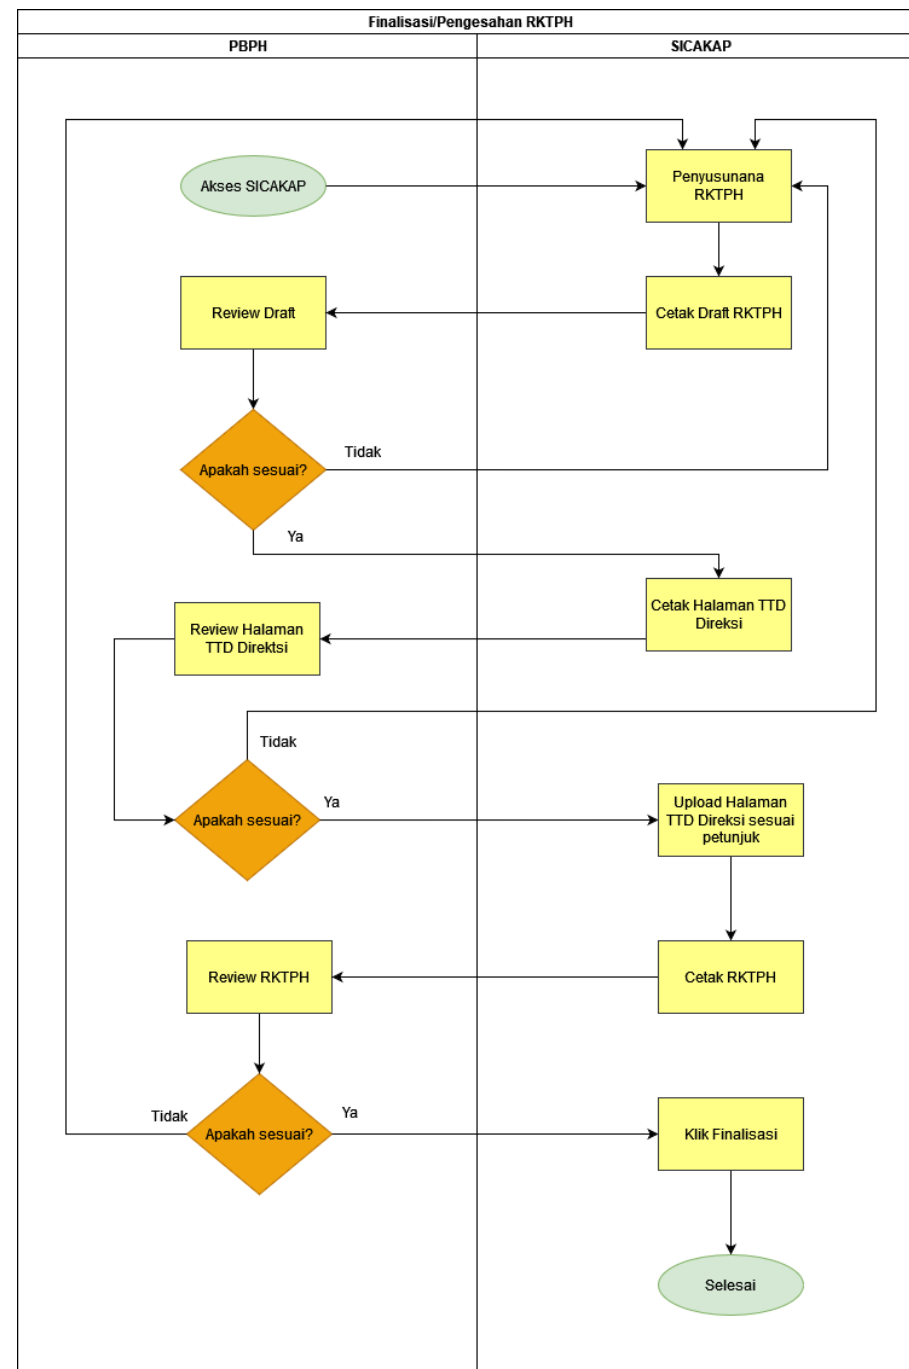 Finalisasi/Pengesahan RKTPH
PBPH
SICAKAP
Akses SICAKAP
Penyusunana
RKTPH
Review Draft
Cetak Draft RKTPH
Apakah sesuai?
Tidak
Ya
Cetak Halaman TTD
Direksi
Review Halaman
TTD Direktsi
Tidak
Apakah sesuai?
Ya
Upload Halaman
TTD Direksi sesuai
petunjuk
Review RKTPH
Cetak RKTPH
Tidak
Apakah sesuai?
Ya
Klik Finalisasi
Selesai